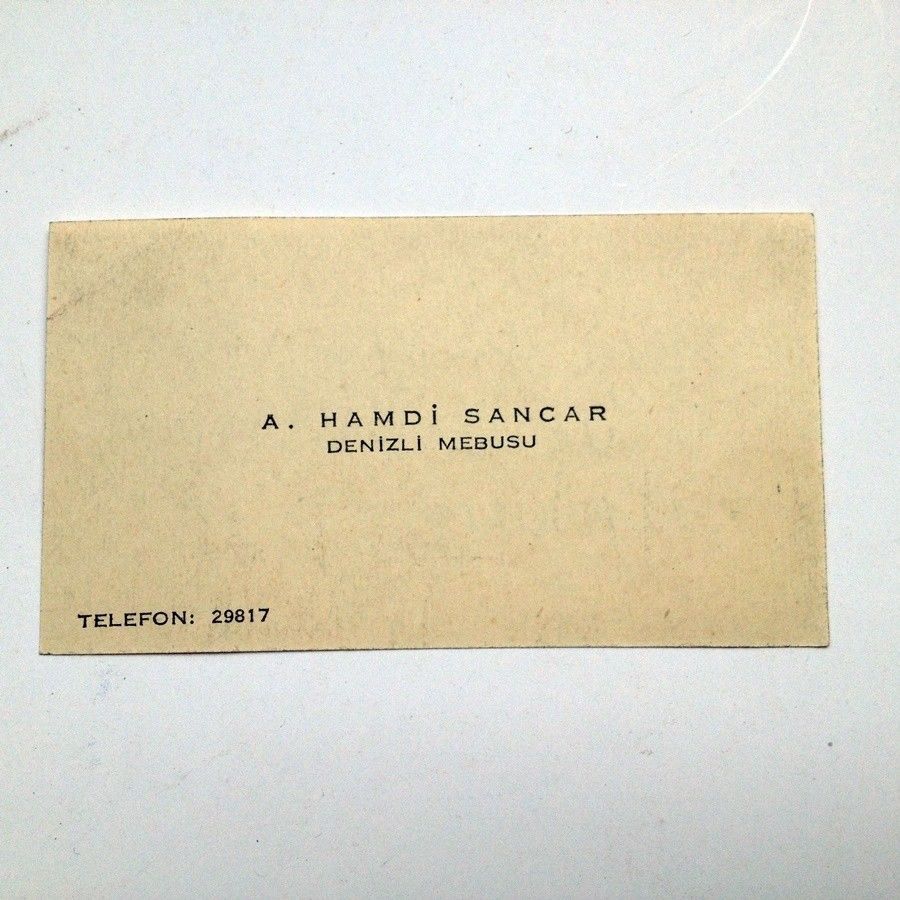 A. HAMDİ SANCAR
DENİZLİ MEBUSU
TELEFON: 29817